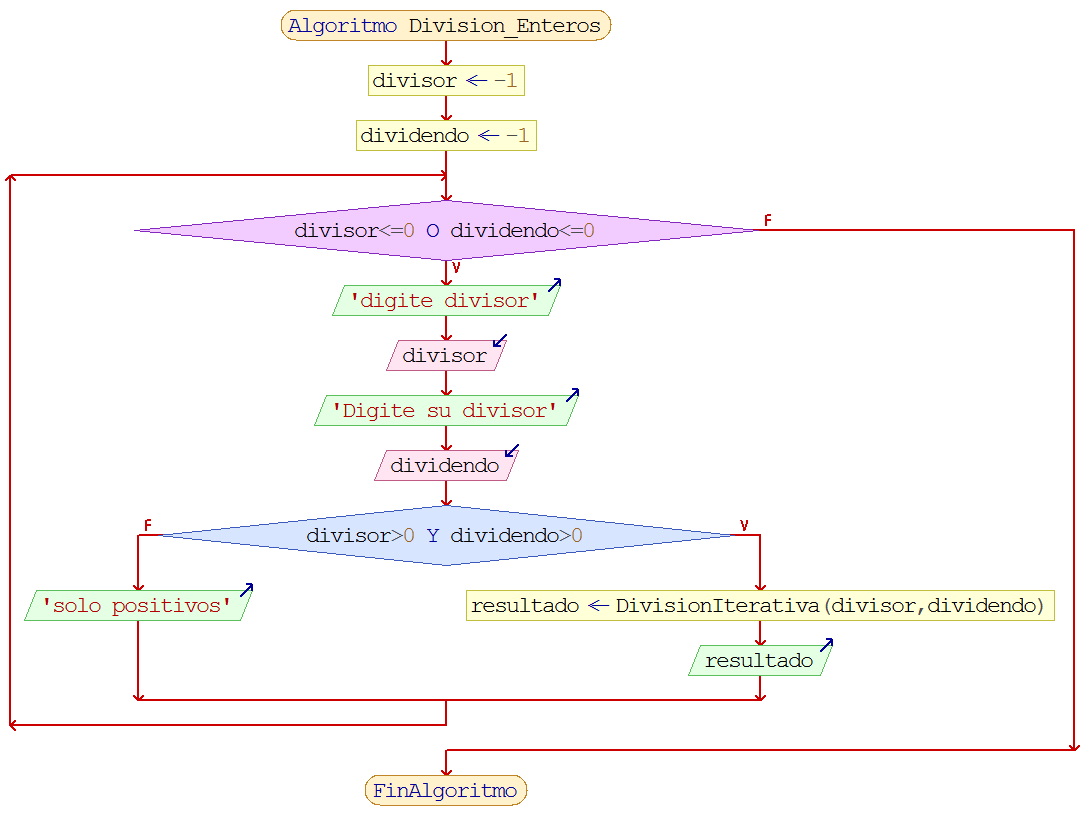 Algoritmo Division_Enteros
divisor ← -1
dividendo ← -1
divisor<=0 O dividendo<=0
F
V
'digite divisor'
divisor
'Digite su divisor'
dividendo
F
divisor>0 Y dividendo>0
V
'solo positivos'
resultado ← DivisionIterativa(divisor,dividendo)
resultado
FinAlgoritmo